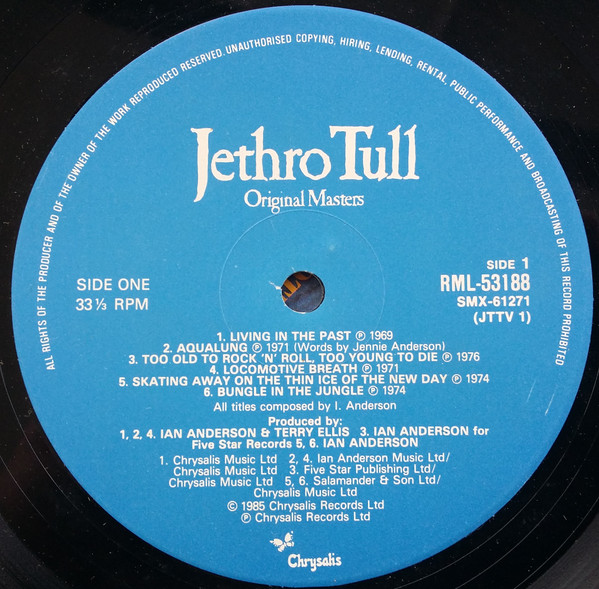 ALL RIGHTS OF THE PRODUCER AND OF THE OWNER OF THE WORK REPRODUCED RESERVED. UNAUTHORISED COPYING, HIRING, LENDING, RENTAL, PUBLIC PERFORMANCE AND BROADCASTING OF THIS RECORD PROHIBITED
Jethro Tull
Original Masters
SIDE ONE
33⅓ RPM
SIDE 1
RML-53188
SMX-61271
(JTTV 1)
1. LIVING IN THE PAST ℗ 1969
2. AQUALUNG ℗ 1971 (Words by Jennie Anderson)
3. TOO OLD TO ROCK 'N' ROLL, TOO YOUNG TO DIE ℗ 1976
4. LOCOMOTIVE BREATH ℗ 1971
5. SKATING AWAY ON THE THIN ICE OF THE NEW DAY ℗ 1974
6. BUNGLE IN THE JUNGLE ℗ 1974
All titles composed by I. Anderson
Produced by:
1, 2, 4. IAN ANDERSON & TERRY ELLIS 3. IAN ANDERSON for
Five Star Records 5, 6. IAN ANDERSON
1. Chrysalis Music Ltd 2, 4. Ian Anderson Music Ltd/
Chrysalis Music Ltd 3. Five Star Publishing Ltd/
Chrysalis Music Ltd 5, 6. Salamander & Son Ltd/
Chrysalis Music Ltd
© 1985 Chrysalis Records Ltd
℗ Chrysalis Records Ltd
Chrysalis